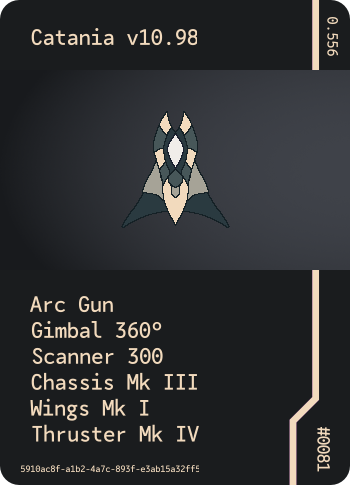 Catania v10.98
0.556
Arc Gun
Gimbal 360°
Scanner 300
Chassis Mk III
Wings Mk I
Thruster Mk IV
#0081
5910ac8f-a1b2-4a7c-893f-e3ab15a32ff5